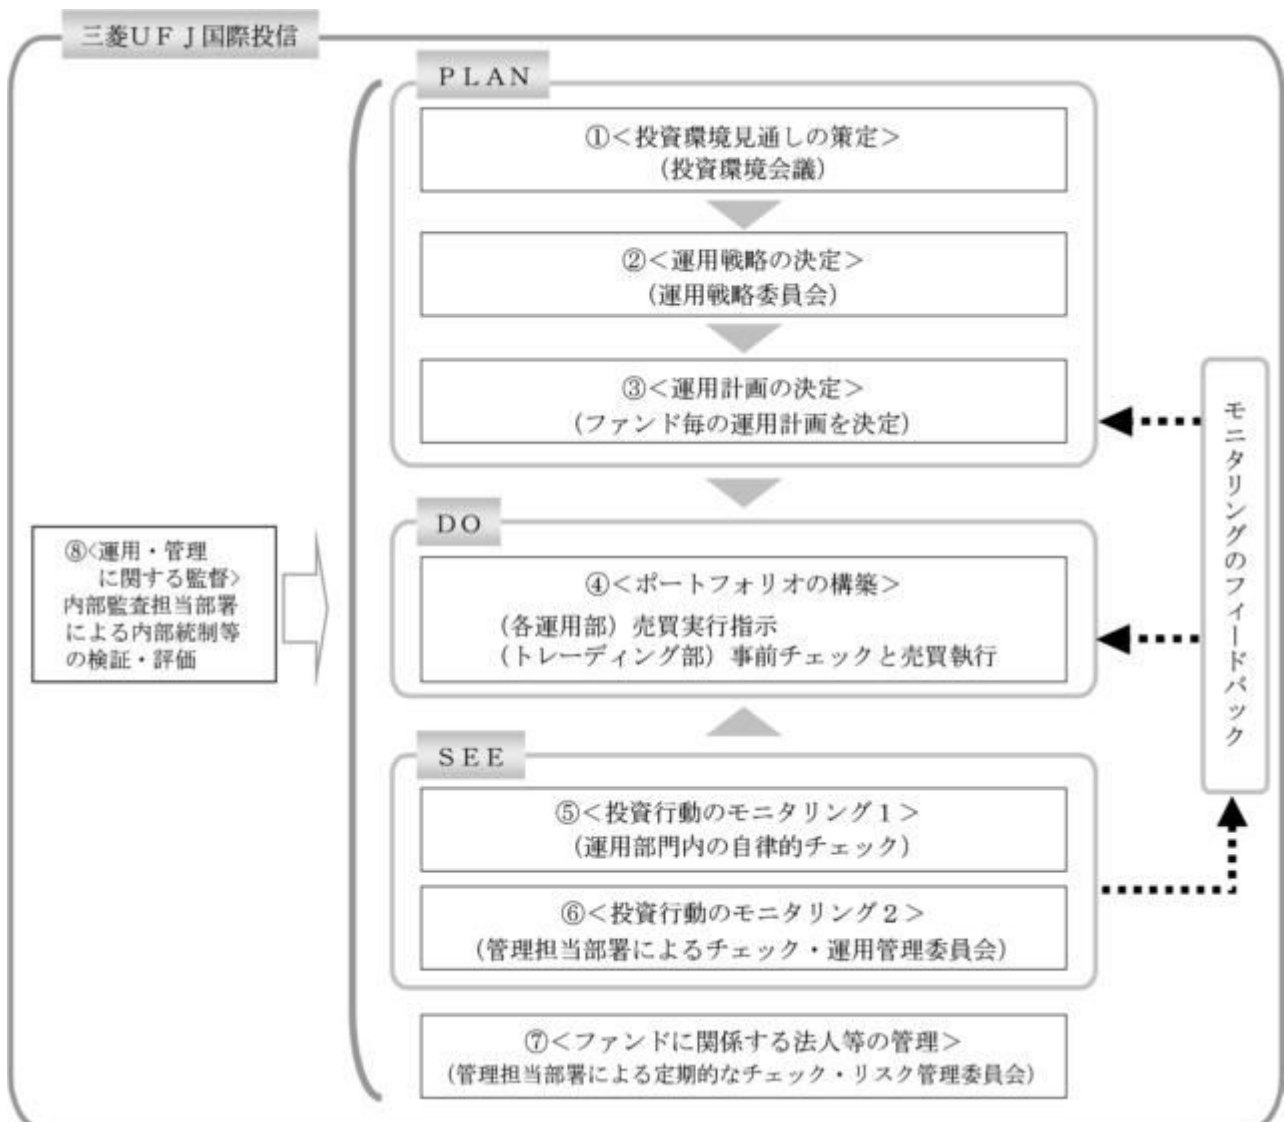 三菱UFJ国際投信
PLAN
①＜投資環境見通しの策定＞
（投資環境会議）
②＜運用戦略の決定＞
（運用戦略委員会）
③＜運用計画の決定＞
（ファンド毎の運用計画を決定）
DO
④＜ポートフォリオの構築＞
（各運用部）売買実行指示
（トレーディング部）事前チェックと売買執行
SEE
⑤＜投資行動のモニタリング１＞
（運用部門内の自律的チェック）
⑥＜投資行動のモニタリング２＞
（管理担当部署によるチェック・運用管理委員会）
⑦＜ファンドに関係する法人等の管理＞
（管理担当部署による定期的なチェック・リスク管理委員会）
⑧＜運用・管理
に関する監督＞
内部監査担当部署
による内部統制等
の検証・評価
モニタリングのフィードバック